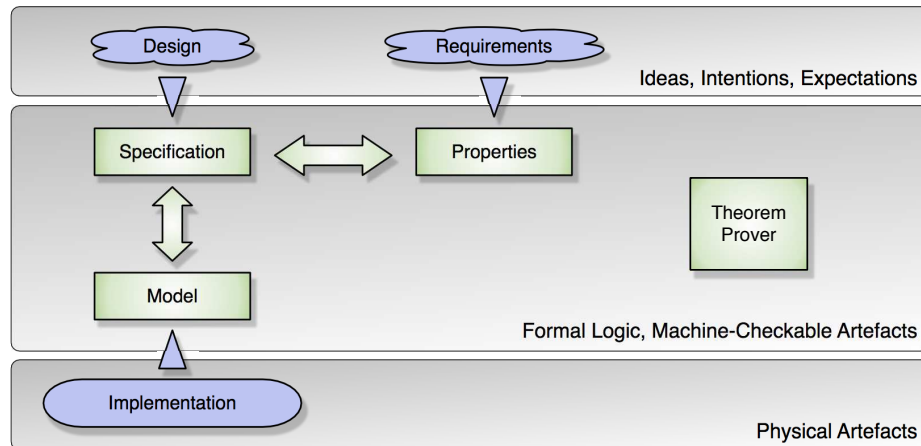 Design
Requirements
Ideas, Intentions, Expectations
Specification
Properties
Theorem
Prover
Model
Formal Logic, Machine-Checkable Artefacts
Implementation
Physical Artefacts